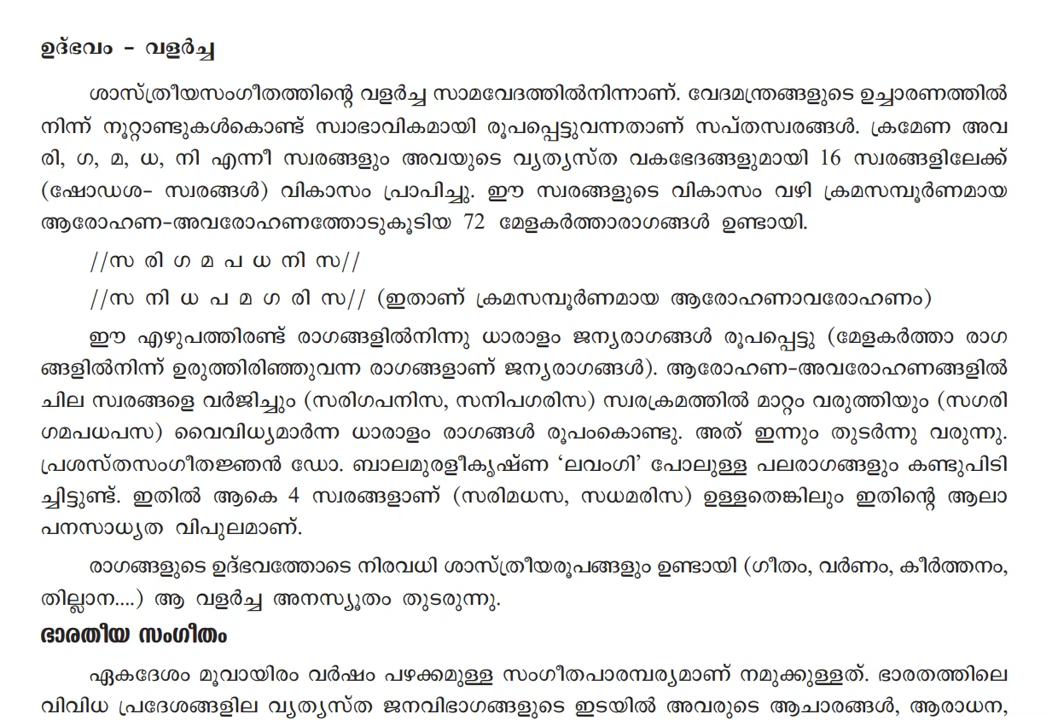 ഉദ്ഭവം - വളർച്ച
ശാസ്ത്രീയസംഗീതത്തിന്റെ വളർച്ച സാമവേദത്തിൽനിന്നാണ്. വേദമന്ത്രങ്ങളുടെ ഉച്ചാരണത്തിൽ
നിന്ന് നൂറ്റാണ്ടുകൾകൊണ്ട് സ്വാഭാവികമായി രൂപപ്പെട്ടുവന്നതാണ് സപ്തസ്വരങ്ങൾ. ക്രമേണ അവ
രി, ഗ, മ, ധ, നി എന്നീ സ്വരങ്ങളും അവയുടെ വ്യത്യസ്ത വകഭേദങ്ങളുമായി 16 സ്വരങ്ങളിലേക്ക്
(ഷോഡശ- സ്വരങ്ങൾ) വികാസം പ്രാപിച്ചു. ഈ സ്വരങ്ങളുടെ വികാസം വഴി ക്രമസമ്പൂർണമായ
ആരോഹണ-അവരോഹണത്തോടുകൂടിയ 72 മേളകർത്താരാഗങ്ങൾ ഉണ്ടായി.
//സ രി ഗ മ പ ധ നി സ//
//സ നി ധ പ മ ഗ രി സ// (ഇതാണ് ക്രമസമ്പൂർണമായ ആരോഹണാവരോഹണം)
ഈ എഴുപത്തിരണ്ട് രാഗങ്ങളിൽനിന്നു ധാരാളം ജന്യരാഗങ്ങൾ രൂപപ്പെട്ടു (മേളകർത്താ രാഗ
ങ്ങളിൽനിന്ന് ഉരുത്തിരിഞ്ഞുവന്ന രാഗങ്ങളാണ് ജന്യരാഗങ്ങൾ). ആരോഹണ-അവരോഹണങ്ങളിൽ
ചില സ്വരങ്ങളെ വർജിച്ചും (സരിഗപനിസ, സനിപഗരിസ) സ്വരക്രമത്തിൽ മാറ്റം വരുത്തിയും (സഗരി
ഗമപധപസ) വൈവിധ്യമാർന്ന ധാരാളം രാഗങ്ങൾ രൂപംകൊണ്ടു. അത് ഇന്നും തുടർന്നു വരുന്നു.
പ്രശസ്തസംഗീതജ്ഞൻ ഡോ. ബാലമുരളീകൃഷ്ണ ‘ലവംഗി’ പോലുള്ള പലരാഗങ്ങളും കണ്ടുപിടി
ച്ചിട്ടുണ്ട്. ഇതിൽ ആകെ 4 സ്വരങ്ങളാണ് (സരിമധസ, സധമരിസ) ഉള്ളതെങ്കിലും ഇതിന്റെ ആലാ
പനസാധ്യത വിപുലമാണ്.
രാഗങ്ങളുടെ ഉദ്ഭവത്തോടെ നിരവധി ശാസ്ത്രീയരൂപങ്ങളും ഉണ്ടായി (ഗീതം, വർണം, കീർത്തനം,
തില്ലാന....) ആ വളർച്ച അനസ്യൂതം തുടരുന്നു.
ഭാരതീയ സംഗീതം
ഏകദേശം മൂവായിരം വർഷം പഴക്കമുള്ള സംഗീതപാരമ്പര്യമാണ് നമുക്കുള്ളത്. ഭാരതത്തിലെ
വിവിധ പ്രദേശങ്ങളില വ്യത്യസ്ത ജനവിഭാഗങ്ങളുടെ ഇടയിൽ അവരുടെ ആചാരങ്ങൾ, ആരാധന,